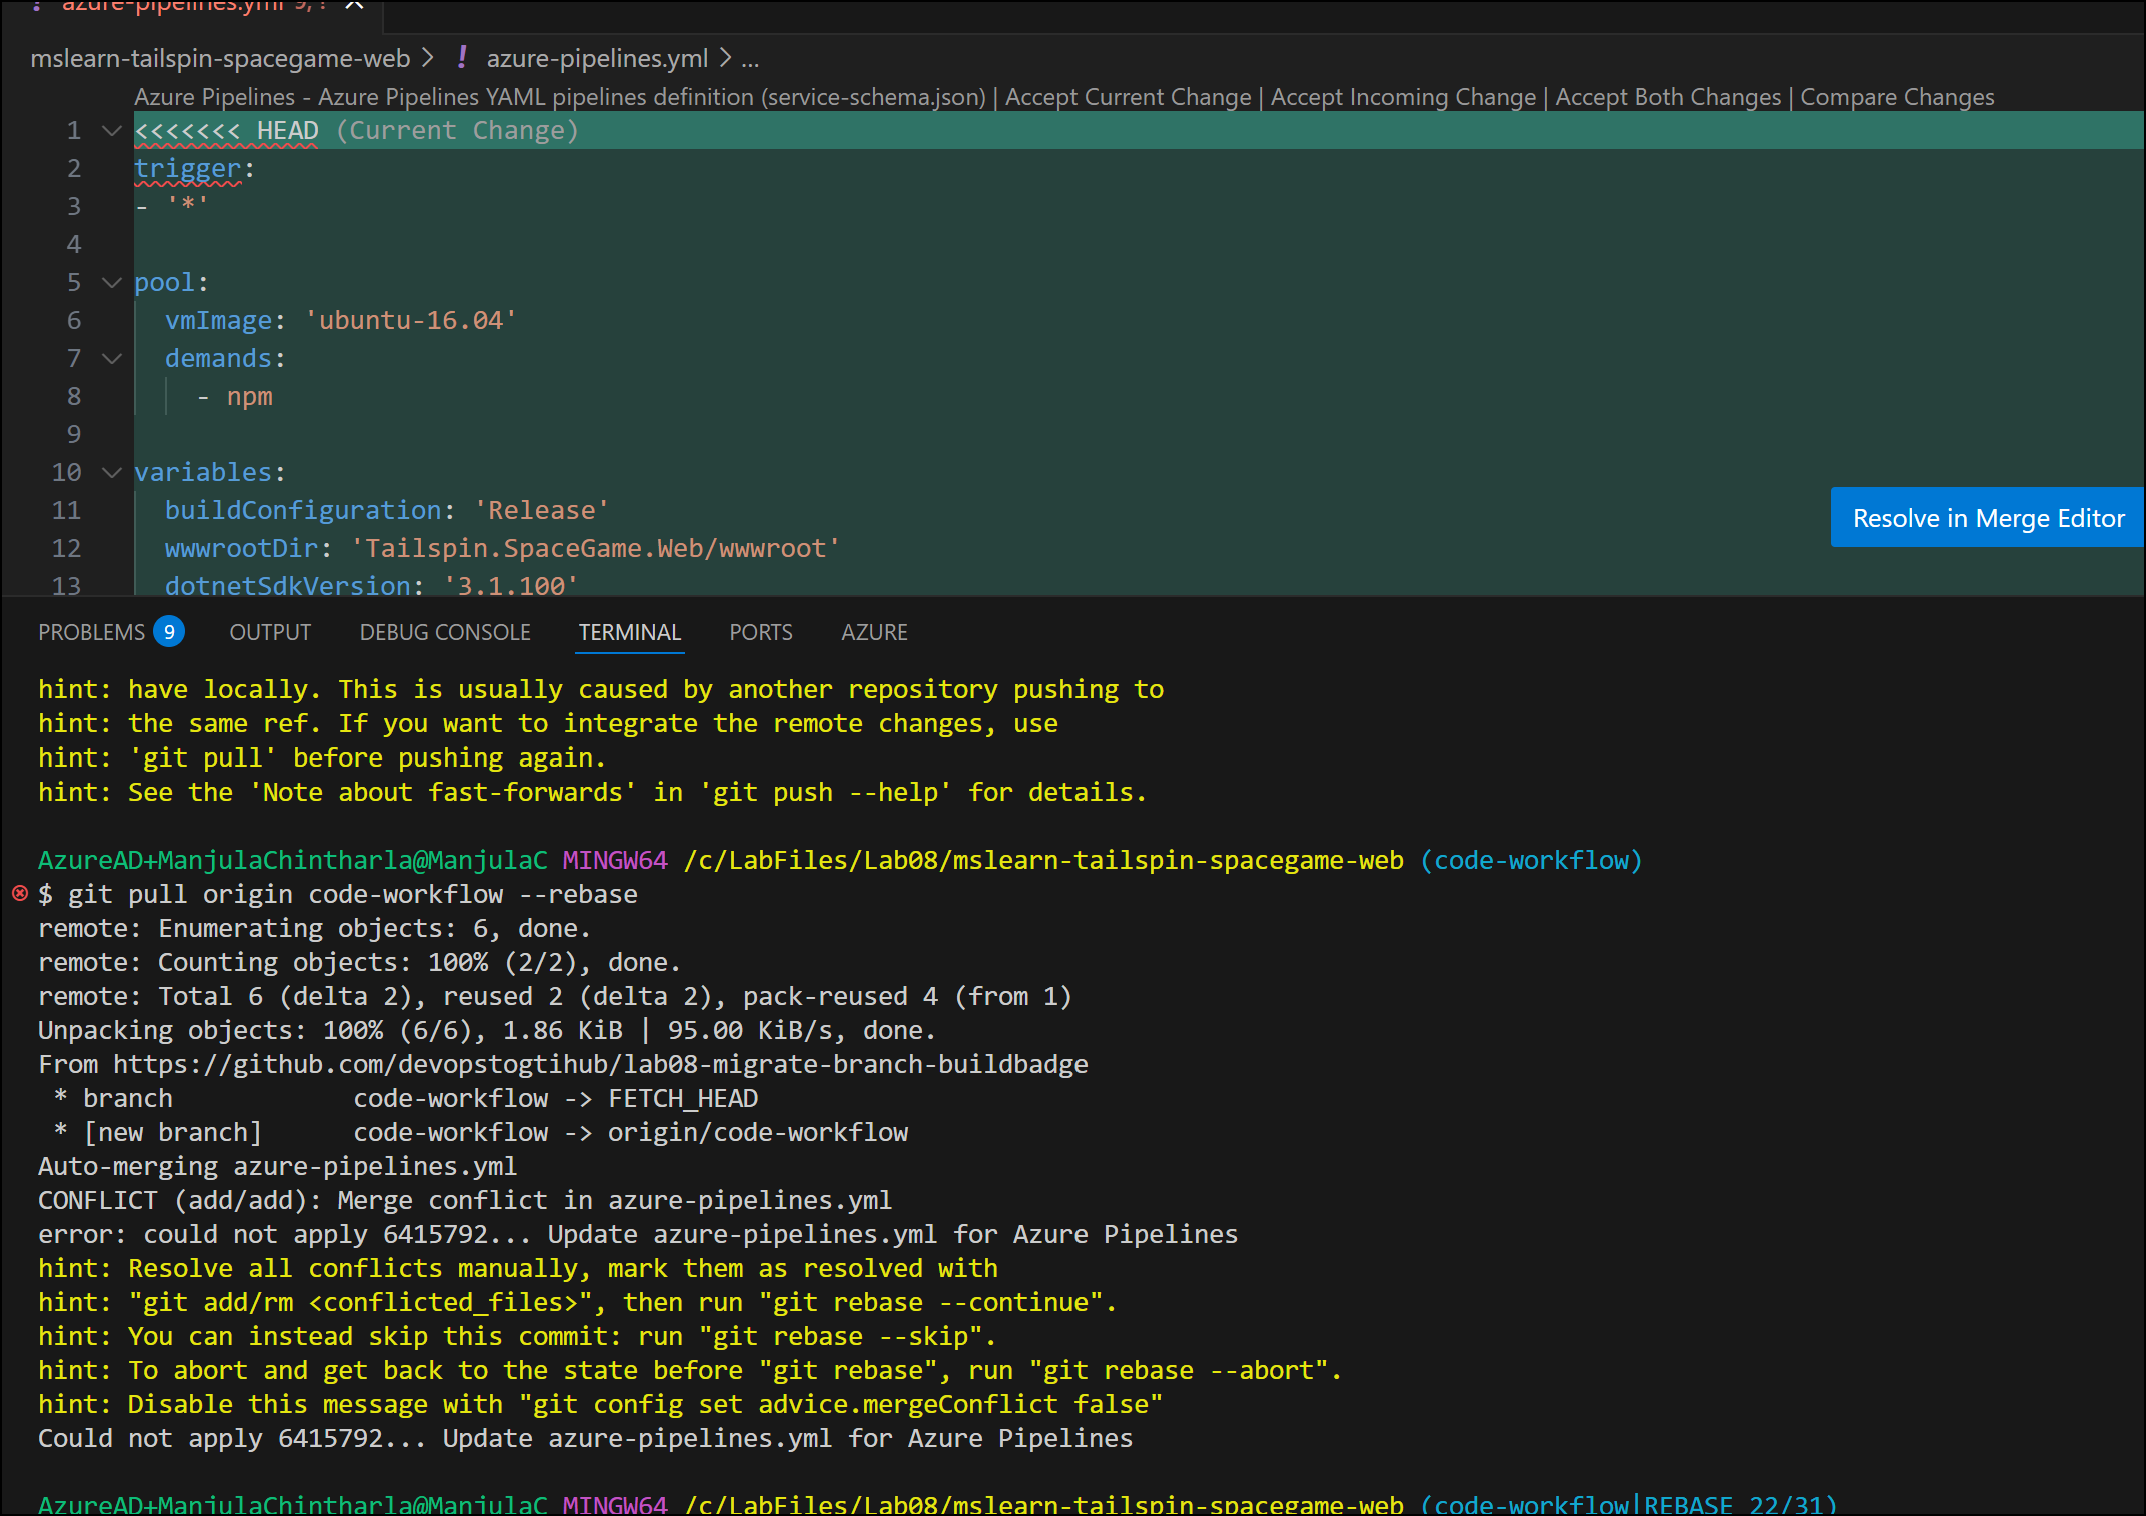 ! azure-pipelines.yml 9, ! ×
mslearn-tailspin-spacegame-web > ! azure-pipelines.yml > ...
Azure Pipelines - Azure Pipelines YAML pipelines definition (service-schema.json) | Accept Current Change | Accept Incoming Change | Accept Both Changes | Compare Changes
1 <<<<<<< HEAD (Current Change)
2 trigger:
3 - '*'
4
5 pool:
6 vmImage: 'ubuntu-16.04'
7 demands:
8 - npm
9
10 variables:
11 buildConfiguration: 'Release'
12 wwwrootDir: 'Tailspin.SpaceGame.Web/wwwroot'
13 dotnetSdkVersion: '3.1.100'
Resolve in Merge Editor
PROBLEMS 9 OUTPUT DEBUG CONSOLE TERMINAL PORTS AZURE
hint: have locally. This is usually caused by another repository pushing to
hint: the same ref. If you want to integrate the remote changes, use
hint: 'git pull' before pushing again.
hint: See the 'Note about fast-forwards' in 'git push --help' for details.
AzureAD+ManjulaChintharla@ManjulaC MINGW64 /c/LabFiles/Lab08/mslearn-tailspin-spacegame-web (code-workflow)
$ git pull origin code-workflow --rebase
remote: Enumerating objects: 6, done.
remote: Counting objects: 100% (2/2), done.
remote: Total 6 (delta 2), reused 2 (delta 2), pack-reused 4 (from 1)
Unpacking objects: 100% (6/6), 1.86 KiB | 95.00 KiB/s, done.
From https://github.com/devopstogtihub/lab08-migrate-branch-buildbadge
* branch code-workflow -> FETCH_HEAD
* [new branch] code-workflow -> origin/code-workflow
Auto-merging azure-pipelines.yml
CONFLICT (add/add): Merge conflict in azure-pipelines.yml
error: could not apply 6415792... Update azure-pipelines.yml for Azure Pipelines
hint: Resolve all conflicts manually, mark them as resolved with
hint: "git add/rm <conflicted_files>", then run "git rebase --continue".
hint: You can instead skip this commit: run "git rebase --skip".
hint: To abort and get back to the state before "git rebase", run "git rebase --abort".
hint: Disable this message with "git config set advice.mergeConflict false"
Could not apply 6415792... Update azure-pipelines.yml for Azure Pipelines
AzureAD+ManjulaChintharla@ManjulaC MINGW64 /c/LabFiles/Lab08/mslearn-tailspin-spacegame-web (code-workflow|REBASE 22/31)